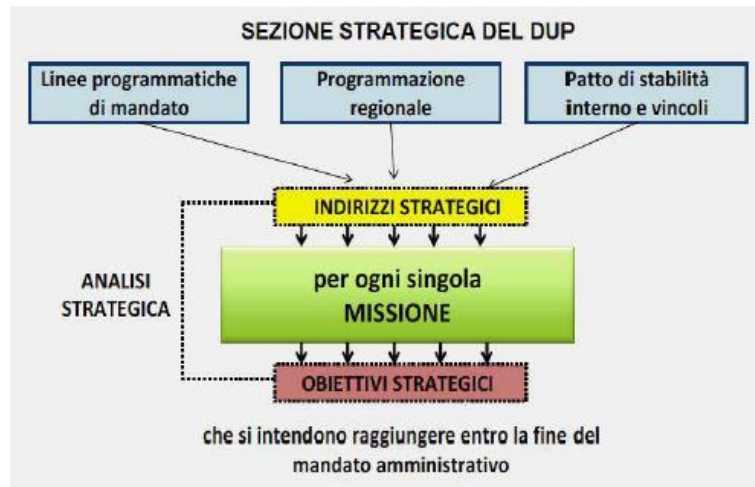 SEZIONE STRATEGICA DEL DUP
Linee programmatiche
di mandato
Programmazione
regionale
Patto di stabilità
interno e vincoli
INDIRIZZI STRATEGICI
ANALISI
STRATEGICA
per ogni singola
MISSIONE
OBIETTIVI STRATEGICI
che si intendono raggiungere entro la fine del
mandato amministrativo